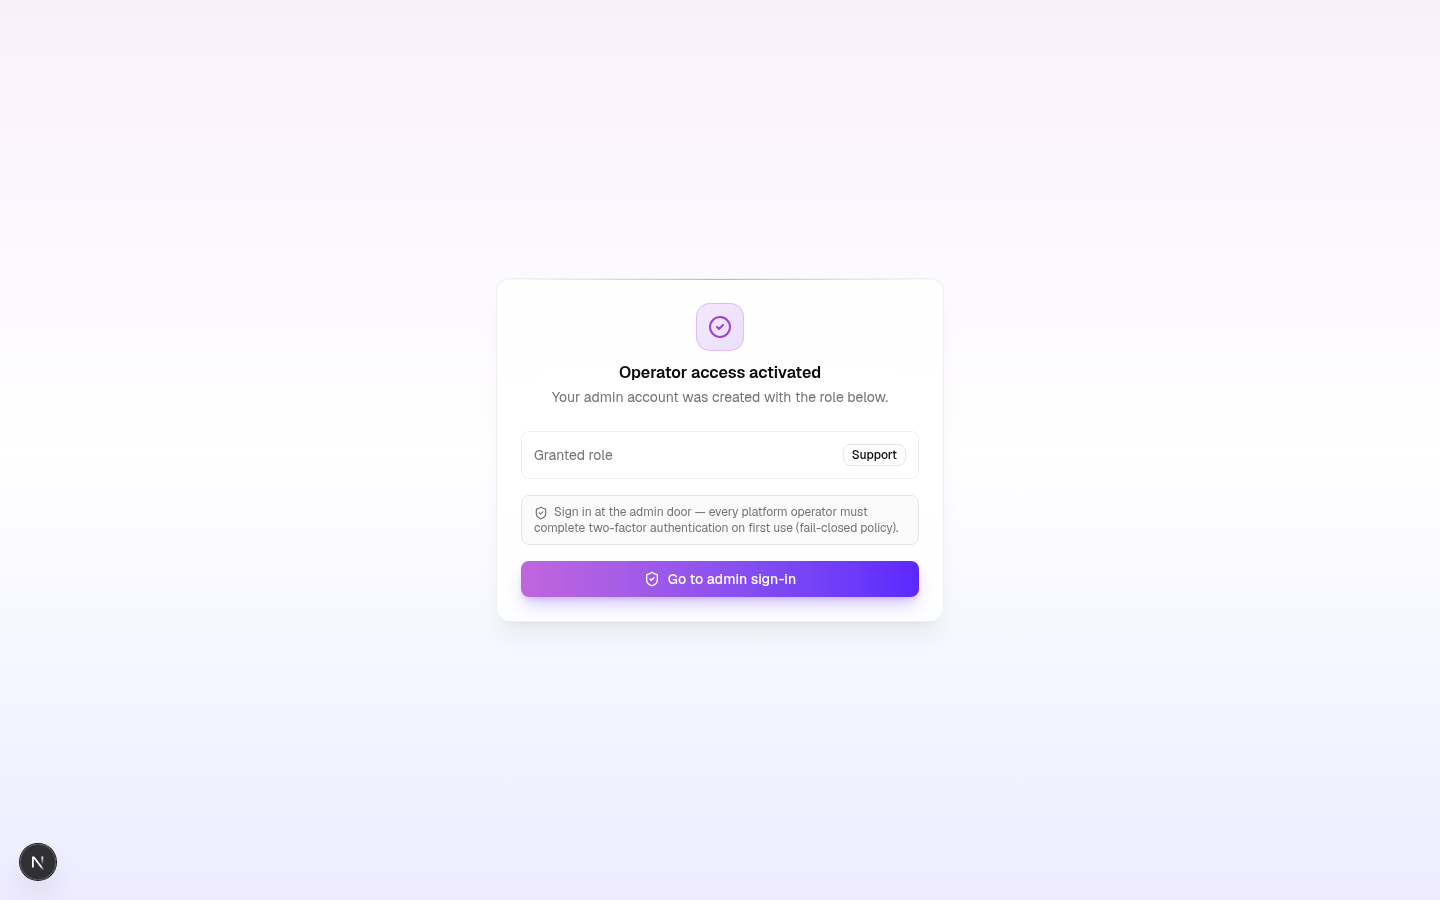 Operator access activated
Your admin account was created with the role below.
Granted role
Support
Sign in at the admin door — every platform operator must
complete two-factor authentication on first use (fail-closed policy).
Go to admin sign-in
N